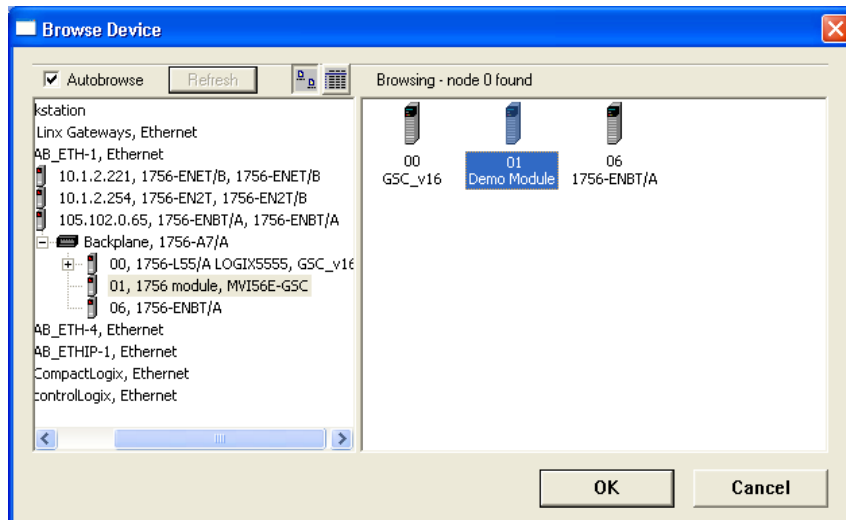 Browse Device
Autobrowse
Refresh
Browsing - node 0 found
kstation
Linx Gateways, Ethernet
AB_ETH-1, Ethernet
10.1.2.221, 1756-ENET/B, 1756-ENET/B
10.1.2.254, 1756-EN2T, 1756-EN2T/B
105.102.0.65, 1756-ENBT/A, 1756-ENBT/A
Backplane, 1756-A7/A
00, 1756-L55/A LOGIX5555, GSC_v16
01, 1756 module, MVI56E-GSC
06, 1756-ENBT/A
AB_ETH-4, Ethernet
AB_ETHIP-1, Ethernet
CompactLogix, Ethernet
controlLogix, Ethernet
00
GSC_v16
01
Demo Module
06
1756-ENBT/A
OK
Cancel